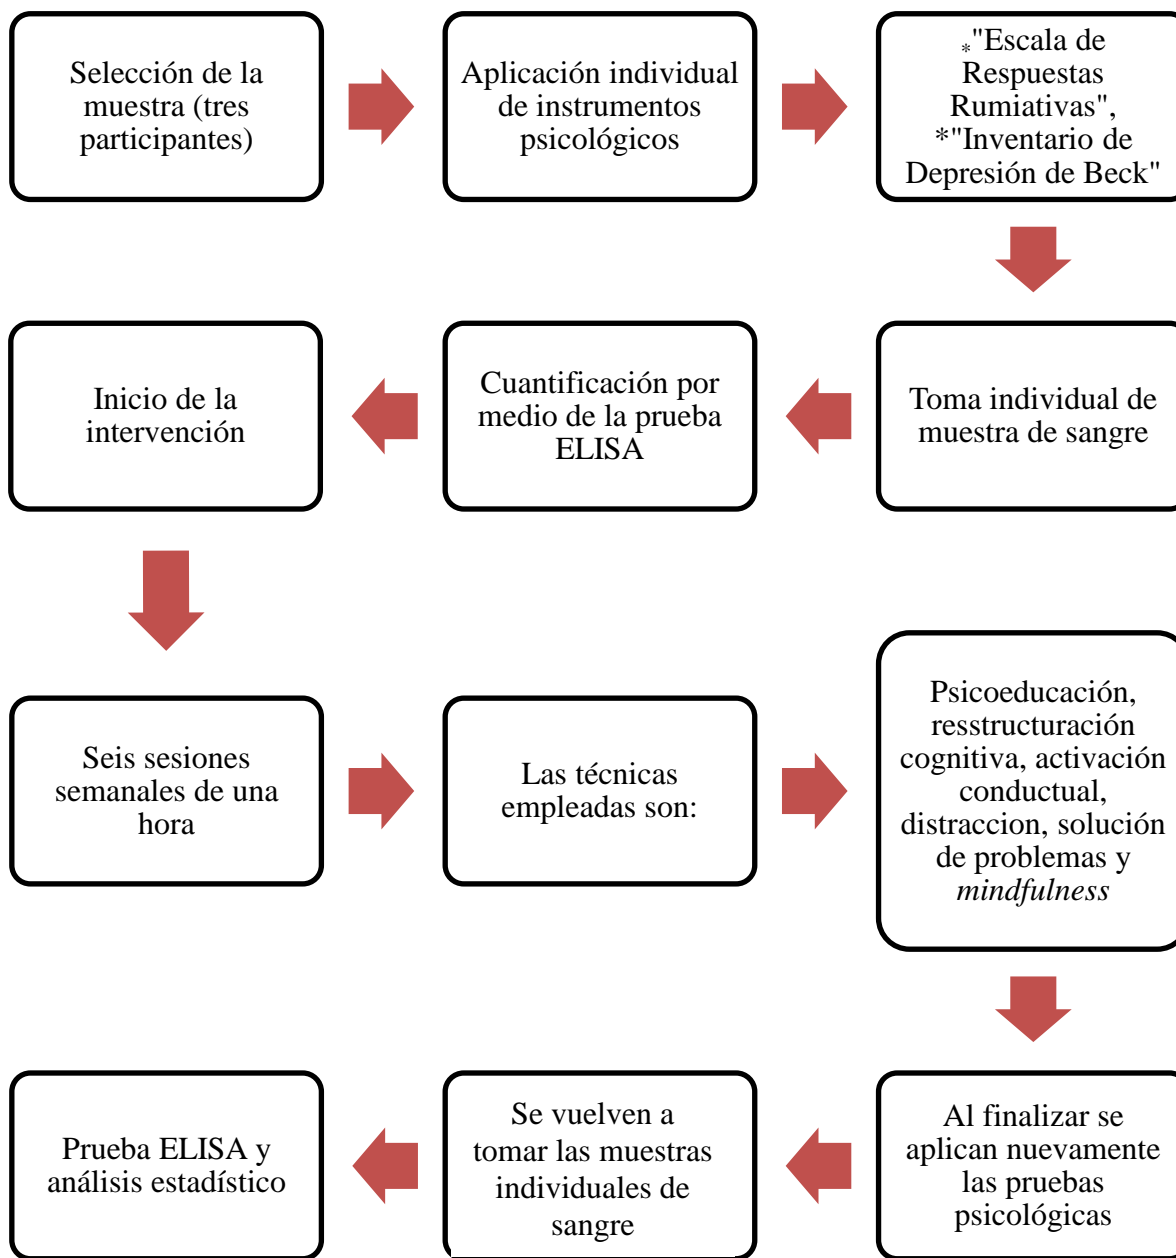 Selección de la
muestra (tres
participantes)
Aplicación individual
de instrumentos
psicológicos
*"Escala de
Respuestas
Rumiativas",
*"Inventario de
Depresión de Beck"
Toma individual de
muestra de sangre
Cuantificación por
medio de la prueba
ELISA
Inicio de la
intervención
Seis sesiones
semanales de una
hora
Las técnicas
empleadas son:
Psicoeducación,
resstructuración
cognitiva, activación
conductual,
distraccion, solución
de problemas y
mindfulness
Al finalizar se
aplican nuevamente
las pruebas
psicológicas
Se vuelven a
tomar las muestras
individuales de
sangre
Prueba ELISA y
análisis estadístico